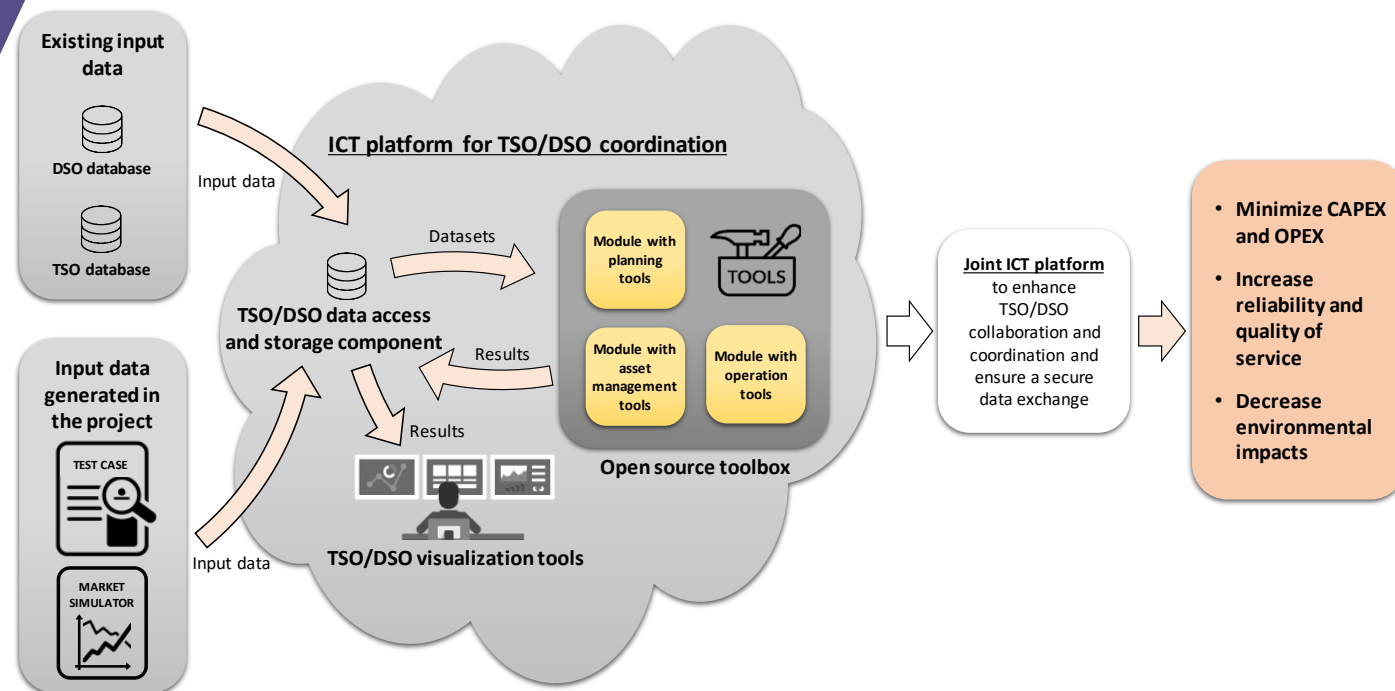 Existing input
data
DSO database
TSO database
Input data
Input data
generated in
the project
TEST CASE
MARKET
SIMULATOR
Input data
ICT platform for TSO/DSO coordination
Datasets
TSO/DSO data access
and storage component
Results
Results
TSO/DSO visualization tools
Module with
planning
tools
TOOLS
Module with
asset
management
tools
Module with
operation
tools
Open source toolbox
Joint ICT platform
to enhance
TSO/DSO
collaboration and
coordination and
ensure a secure
data exchange
• Minimize CAPEX
and OPEX
• Increase
reliability and
quality of
service
• Decrease
environmental
impacts